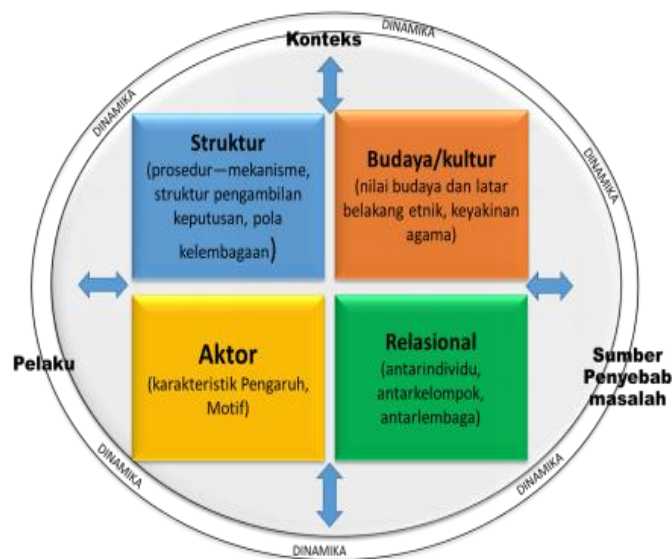 DINAMIKA
Konteks
DINAMIKA
DINAMIKA
Struktur
(prosedur—mekanisme,
struktur pengambilan
keputusan, pola
kelembagaan)
Budaya/kultur
(nilai budaya dan latar
belakang etnik, keyakinan
agama)
Pelaku
Aktor
(karakteristik Pengaruh,
Motif)
Relasional
(antarindividu,
antarkelompok,
antarlembaga)
Sumber
Penyebab
masalah
DINAMIKA
DINAMIKA
DINAMIKA